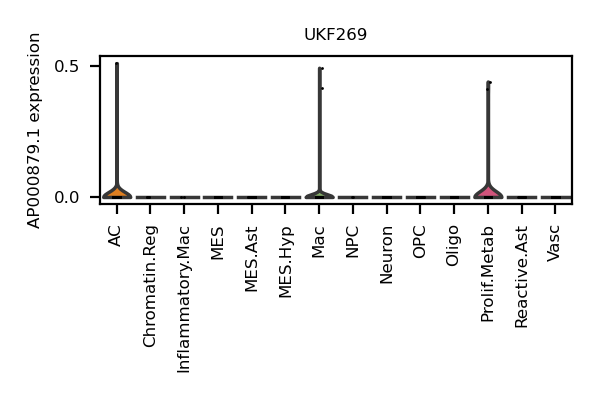 UKF269
AP000879.1 expression
0.5
0.0
AC
Chromatin.Reg
Inflammatory.Mac
MES
MES.Ast
MES.Hyp
Mac
NPC
Neuron
OPC
Oligo
Prolif.Metab
Reactive.Ast
Vasc